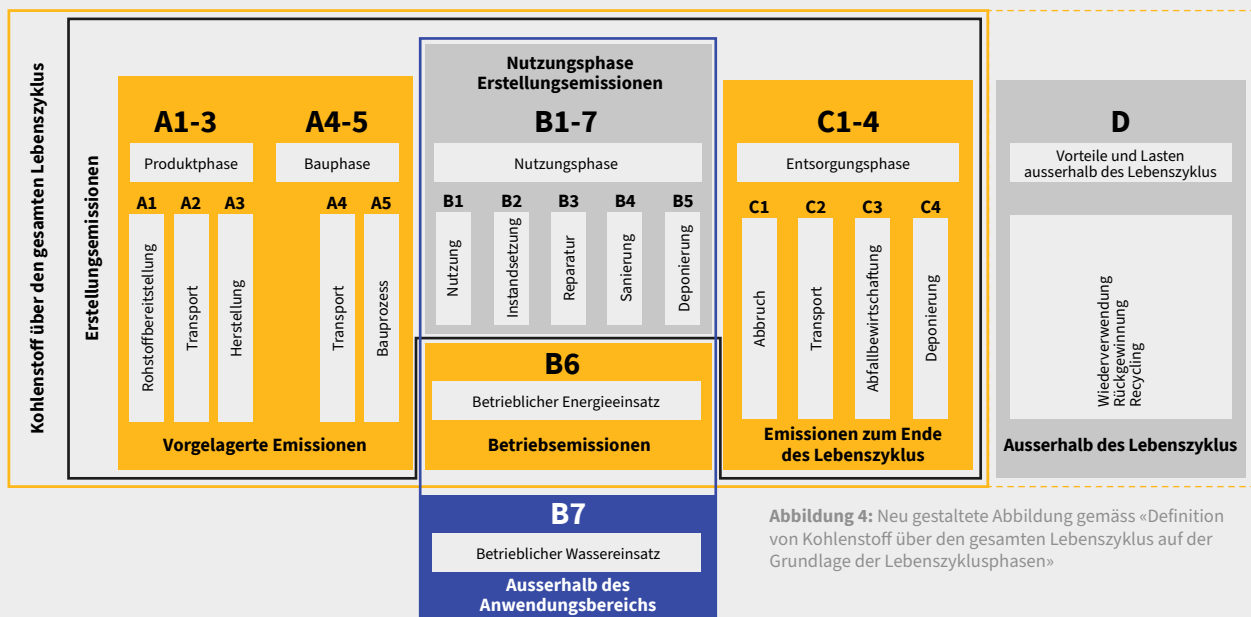 Kohlenstoff über den gesamten Lebenszyklus
Erstellungsemissionen
A1-3
Produktphase
A1
A2
A3
Rohstoffbereitstellung
Transport
Herstellung
A4-5
Bauphase
A4
A5
Transport
Bauprozess
Vorgelagerte Emissionen
Nutzungsphase
Erstellungsemissionen
B1-7
Nutzungsphase
B1
B2
B3
B4
B5
Nutzung
Instandsetzung
Reparatur
Sanierung
Deponierung
B6
Betrieblicher Energieeinsatz
Betriebsemissionen
B7
Betrieblicher Wassereinsatz
Ausserhalb des
Anwendungsbereichs
C1-4
Entsorgungsphase
C1
C2
C3
C4
Abbruch
Transport
Abfallbewirtschaftung
Deponierung
Emissionen zum Ende
des Lebenszyklus
D
Vorteile und Lasten
ausserhalb des Lebenszyklus
Wiederverwendung
Rückgewinnung
Recycling
Ausserhalb des Lebenszyklus
Abbildung 4: Neu gestaltete Abbildung gemäss «Definition
von Kohlenstoff über den gesamten Lebenszyklus auf der
Grundlage der Lebenszyklusphasen»